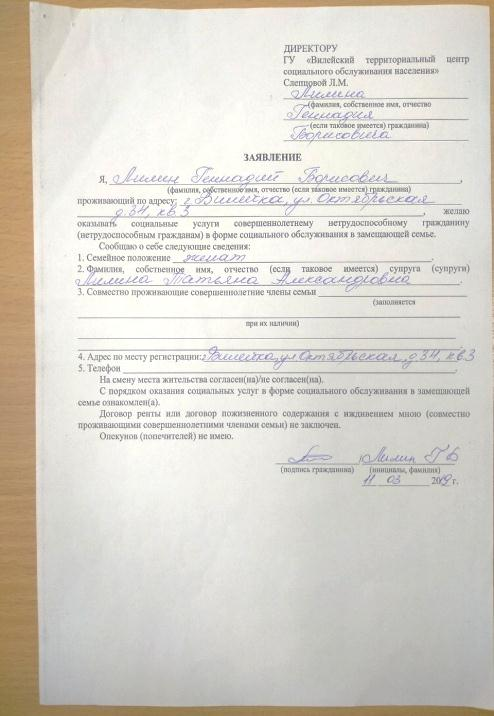 ДИРЕКТОРУ
ГУ «Вилейский территориальный центр
социального обслуживания населения»
Слепцовой Л.М.
Лилина
(фамилия, собственное имя, отчество
Геннадия
(если таковое имеется) гражданина)
Борисовича
ЗАЯВЛЕНИЕ
Я, Лилин Геннадий Борисович,
(фамилия, собственное имя, отчество (если таковое имеется) гражданина)
проживающий по адресу: г. Вилейка, ул. Октябрьская
д.34, кв 3, желаю
оказывать социальные услуги совершеннолетнему нетрудоспособному гражданину
(нетрудоспособным гражданам) в форме социального обслуживания в замещающей семье.
Сообщаю о себе следующие сведения:
1. Семейное положение женат.
2. Фамилия, собственное имя, отчество (если таковое имеется) супруга (супруги)
Лилина Татьяна Александровна.
3. Совместно проживающие совершеннолетние члены семьи
(заполняется
при их наличии)
4. Адрес по месту регистрации: г. Вилейка, ул Октябрьская, д 34, кв.3
5. Телефон
На смену места жительства согласен(на)/не согласен(на).
С порядком оказания социальных услуг в форме социального обслуживания в замещающей
семье ознакомлен(а).
Договор ренты или договор пожизненного содержания с иждивением мною (совместно
проживающими совершеннолетними членами семьи) не заключен.
Опекунов (попечителей) не имею.
Лилин Г Б
(подпись гражданина) (инициалы, фамилия)
11 03 2019 г.